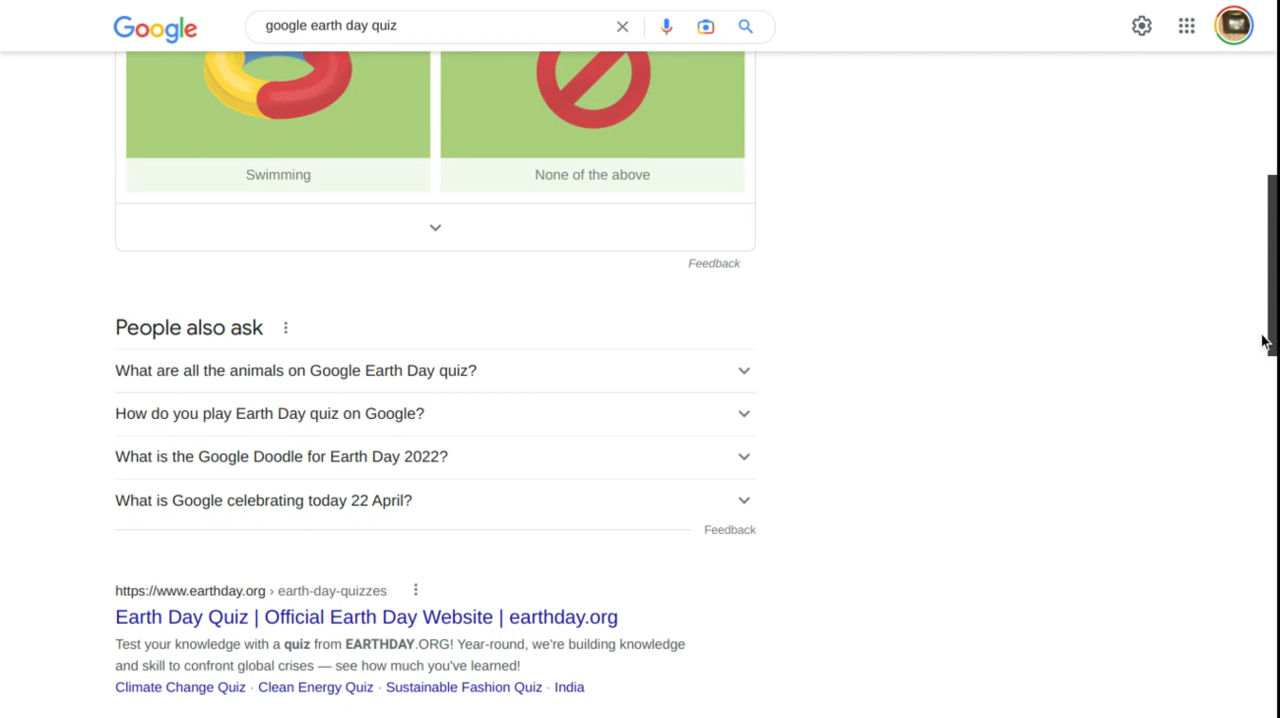 Google
google earth day quiz
Swimming
None of the above
Feedback
People also ask
What are all the animals on Google Earth Day quiz?
How do you play Earth Day quiz on Google?
What is the Google Doodle for Earth Day 2022?
What is Google celebrating today 22 April?
Feedback
https://www.earthday.org › earth-day-quizzes
Earth Day Quiz | Official Earth Day Website | earthday.org
Test your knowledge with a quiz from EARTHDAY.ORG! Year-round, we're building knowledge
and skill to confront global crises — see how much you've learned!
Climate Change Quiz · Clean Energy Quiz · Sustainable Fashion Quiz · India